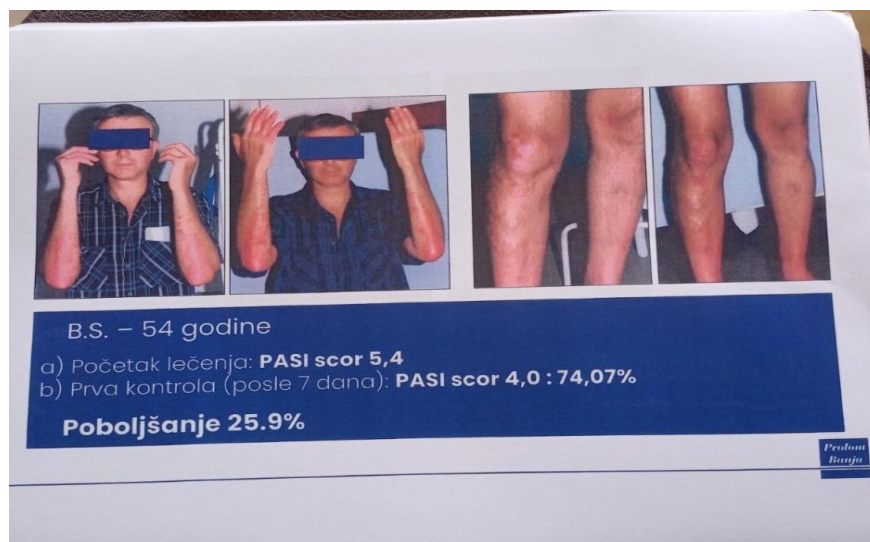 B.S. – 54 godine
a) Početak lečenja: PASI scor 5,4
b) Prva kontrola (posle 7 dana): PASI scor 4,0 : 74,07%
Poboljšanje 25.9%
Prolom
Banja